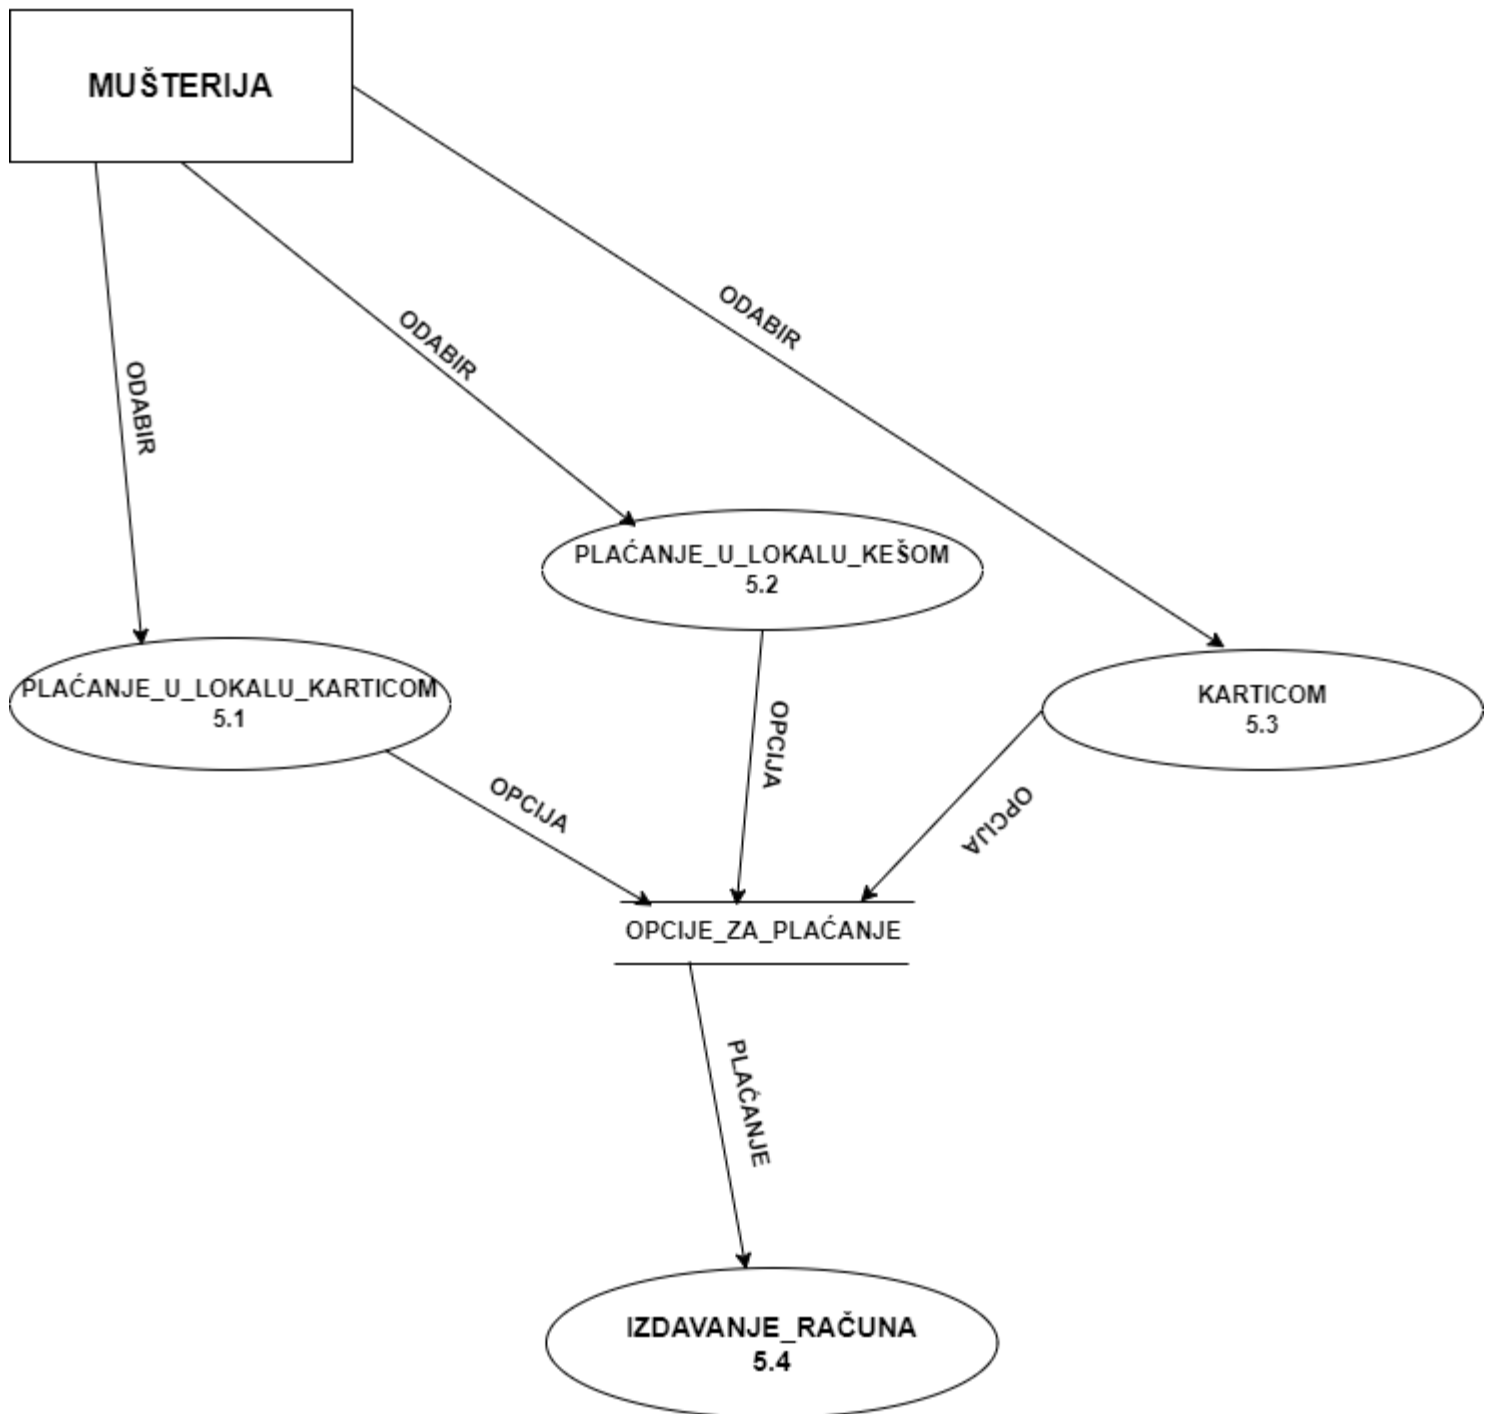 MUŠTERIJA
ODABIR
ODABIR
ODABIR
PLAĆANJE_U_LOKALU_KEŠOM
5.2
PLAĆANJE_U_LOKALU_KARTICOM
5.1
KARTICOM
5.3
OPCIJA
OPCIJA
OPCIJA
OPCIJE_ZA_PLAĆANJE
PLAĆANJE
IZDAVANJE_RAČUNA
5.4